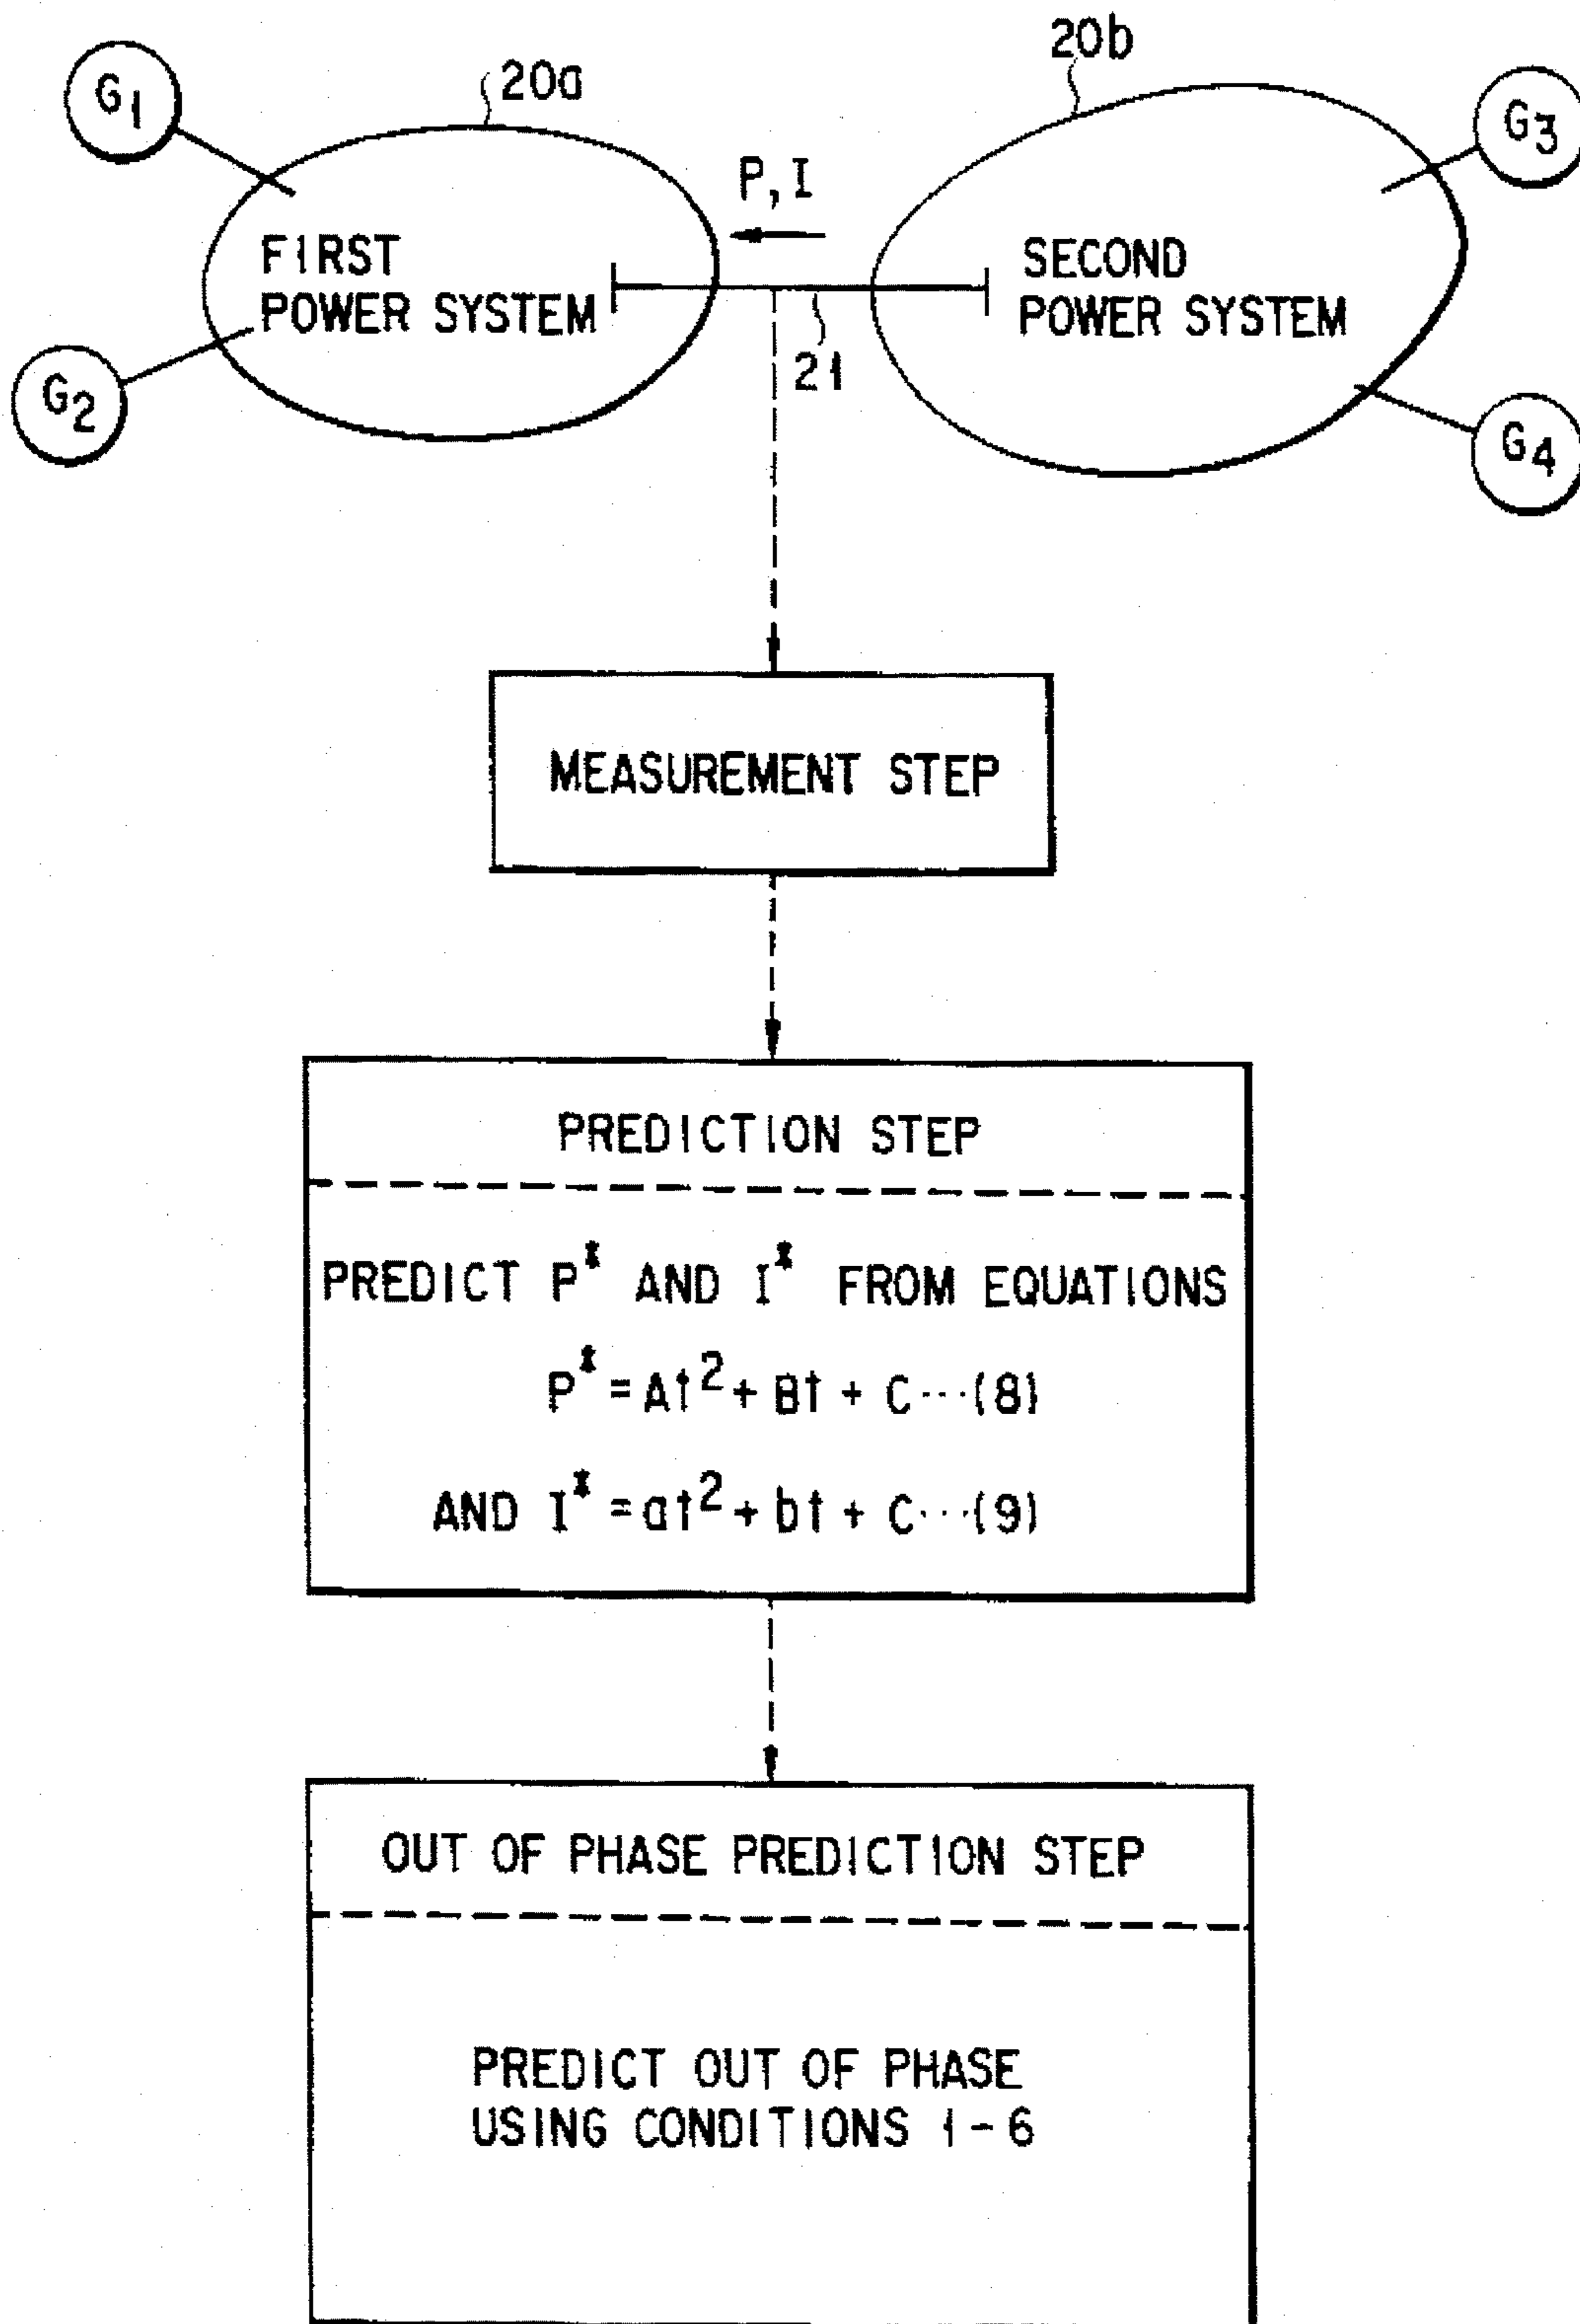 G1
20a
20b
G3
P, I
FIRST
POWER SYSTEM
SECOND
POWER SYSTEM
21
G2
G4
MEASUREMENT STEP
PREDICTION STEP
PREDICT P* AND I* FROM EQUATIONS
P* = At² + Bt + C ··· (8)
AND I* = at² + bt + C ··· (9)
OUT OF PHASE PREDICTION STEP
PREDICT OUT OF PHASE
USING CONDITIONS 1 - 6